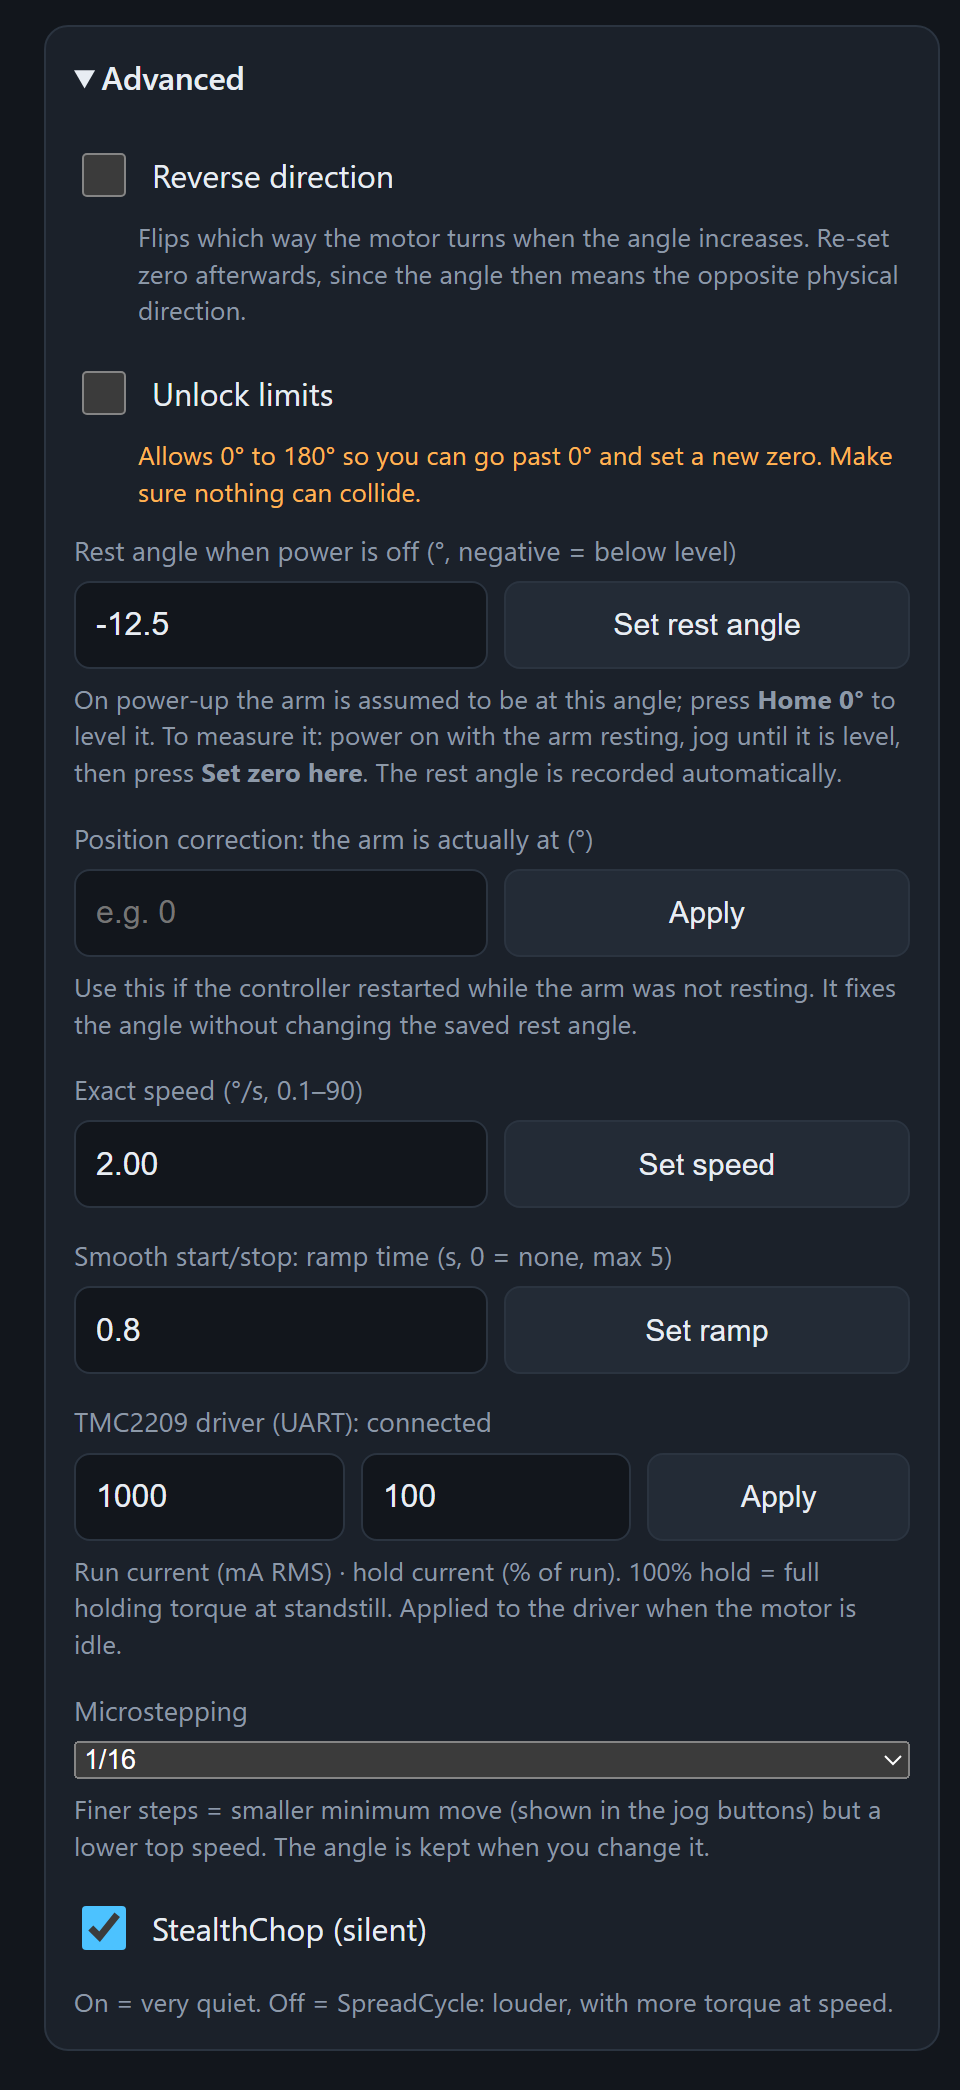 Advanced
Reverse direction
Flips which way the motor turns when the angle increases. Re-set
zero afterwards, since the angle then means the opposite physical
direction.
Unlock limits
Allows 0° to 180° so you can go past 0° and set a new zero. Make
sure nothing can collide.
Rest angle when power is off (°, negative = below level)
-12.5
Set rest angle
On power-up the arm is assumed to be at this angle; press Home 0° to
level it. To measure it: power on with the arm resting, jog until it is level,
then press Set zero here. The rest angle is recorded automatically.
Position correction: the arm is actually at (°)
e.g. 0
Apply
Use this if the controller restarted while the arm was not resting. It fixes
the angle without changing the saved rest angle.
Exact speed (°/s, 0.1–90)
2.00
Set speed
Smooth start/stop: ramp time (s, 0 = none, max 5)
0.8
Set ramp
TMC2209 driver (UART): connected
1000
100
Apply
Run current (mA RMS) · hold current (% of run). 100% hold = full
holding torque at standstill. Applied to the driver when the motor is
idle.
Microstepping
1/16
Finer steps = smaller minimum move (shown in the jog buttons) but a
lower top speed. The angle is kept when you change it.
StealthChop (silent)
On = very quiet. Off = SpreadCycle: louder, with more torque at speed.